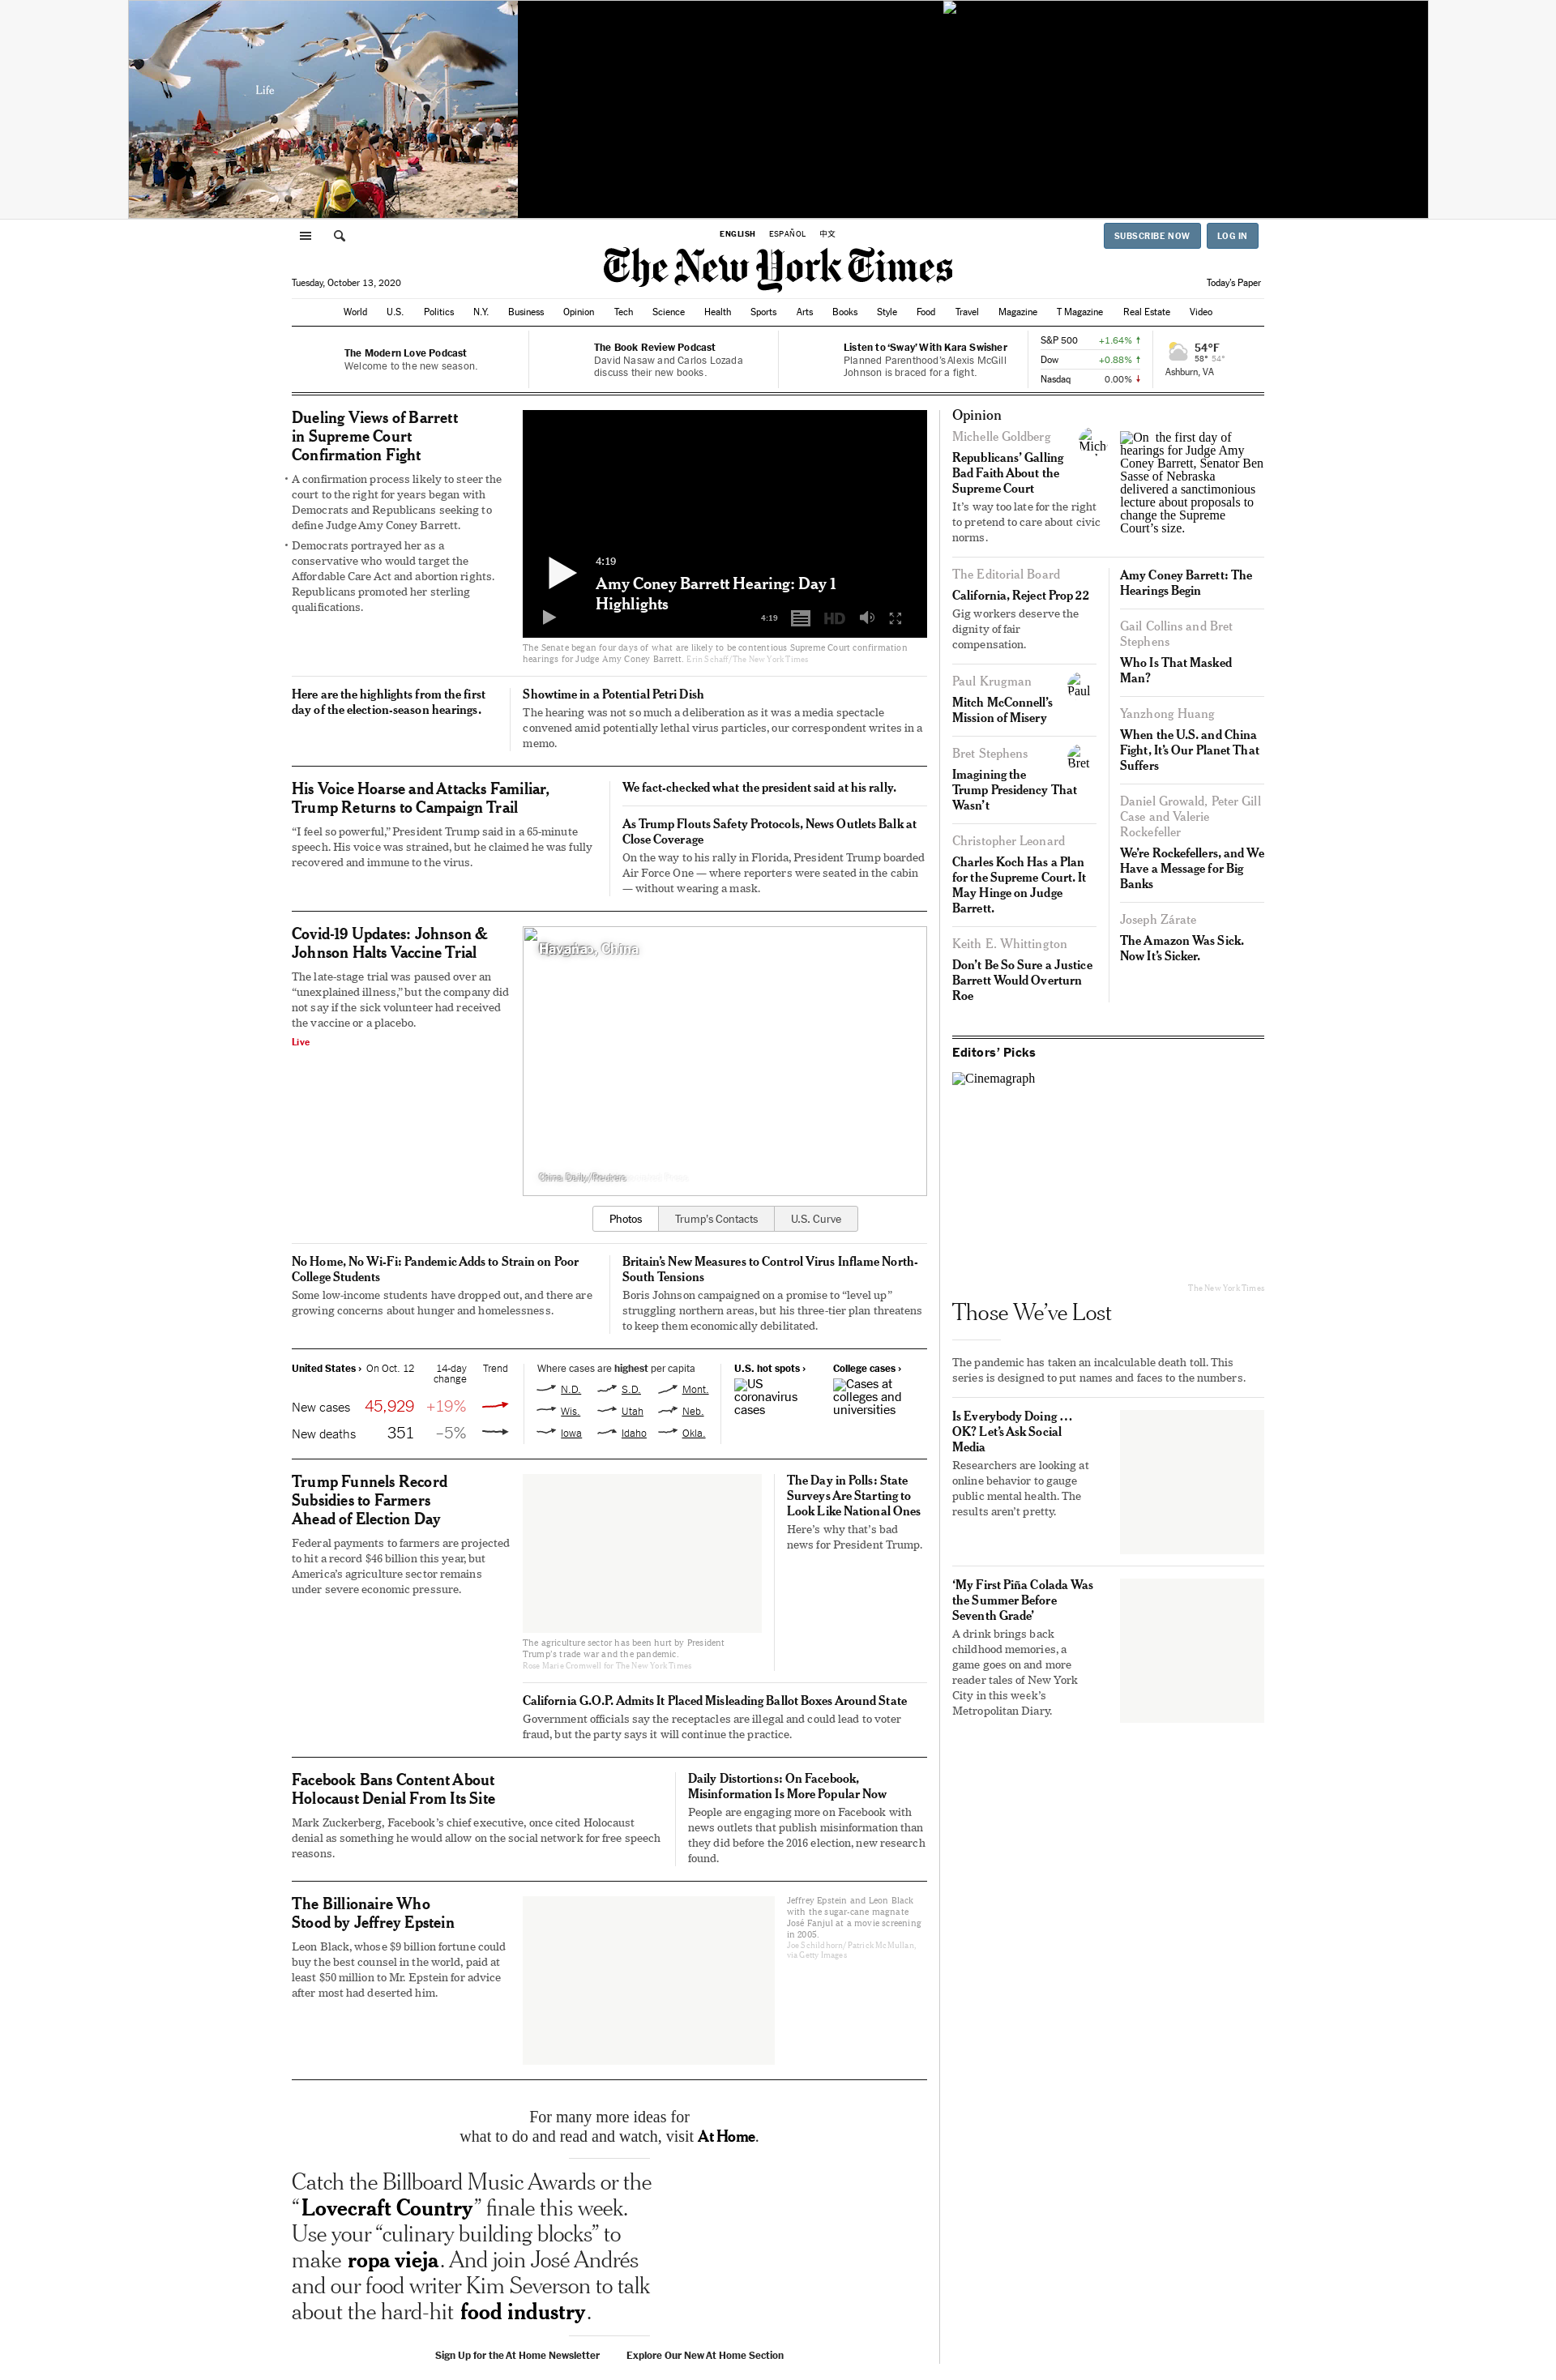 Life
ENGLISH ESPAÑOL 中文
SUBSCRIBE NOW LOG IN
The New York Times
Tuesday, October 13, 2020
Today's Paper
World U.S. Politics N.Y. Business Opinion Tech Science Health Sports Arts Books Style Food Travel Magazine T Magazine Real Estate Video
The Modern Love Podcast
Welcome to the new season.
The Book Review Podcast
David Nasaw and Carlos Lozada
discuss their new books.
Listen to ‘Sway’ With Kara Swisher
Planned Parenthood’s Alexis McGill
Johnson is braced for a fight.
S&P 500 +1.64%
Dow +0.88%
Nasdaq 0.00%
54°F
58° 54°
Ashburn, VA
Dueling Views of Barrett
in Supreme Court
Confirmation Fight
• A confirmation process likely to steer the
court to the right for years began with
Democrats and Republicans seeking to
define Judge Amy Coney Barrett.
• Democrats portrayed her as a
conservative who would target the
Affordable Care Act and abortion rights.
Republicans promoted her sterling
qualifications.
4:19
Amy Coney Barrett Hearing: Day 1
Highlights
4:19 HD
The Senate began four days of what are likely to be contentious Supreme Court confirmation
hearings for Judge Amy Coney Barrett. Erin Schaff/The New York Times
Here are the highlights from the first
day of the election-season hearings.
Showtime in a Potential Petri Dish
The hearing was not so much a deliberation as it was a media spectacle
convened amid potentially lethal virus particles, our correspondent writes in a
memo.
His Voice Hoarse and Attacks Familiar,
Trump Returns to Campaign Trail
“I feel so powerful,” President Trump said in a 65-minute
speech. His voice was strained, but he claimed he was fully
recovered and immune to the virus.
We fact-checked what the president said at his rally.
As Trump Flouts Safety Protocols, News Outlets Balk at
Close Coverage
On the way to his rally in Florida, President Trump boarded
Air Force One — where reporters were seated in the cabin
— without wearing a mask.
Covid-19 Updates: Johnson &
Johnson Halts Vaccine Trial
The late-stage trial was paused over an
“unexplained illness,” but the company did
not say if the sick volunteer had received
the vaccine or a placebo.
Live
China
China Daily/Reuters
Photos Trump’s Contacts U.S. Curve
No Home, No Wi-Fi: Pandemic Adds to Strain on Poor
College Students
Some low-income students have dropped out, and there are
growing concerns about hunger and homelessness.
Britain’s New Measures to Control Virus Inflame North-
South Tensions
Boris Johnson campaigned on a promise to “level up”
struggling northern areas, but his three-tier plan threatens
to keep them economically debilitated.
United States › On Oct. 12 14-day
change Trend
New cases 45,929 +19%
New deaths 351 –5%
Where cases are highest per capita
N.D. S.D. Mont.
Wis. Utah Neb.
Iowa Idaho Okla.
U.S. hot spots ›
US
coronavirus
cases
College cases ›
Cases at
colleges and
universities
Trump Funnels Record
Subsidies to Farmers
Ahead of Election Day
Federal payments to farmers are projected
to hit a record $46 billion this year, but
America’s agriculture sector remains
under severe economic pressure.
The agriculture sector has been hurt by President
Trump’s trade war and the pandemic.
Rose Marie Cromwell for The New York Times
The Day in Polls: State
Surveys Are Starting to
Look Like National Ones
Here’s why that’s bad
news for President Trump.
California G.O.P. Admits It Placed Misleading Ballot Boxes Around State
Government officials say the receptacles are illegal and could lead to voter
fraud, but the party says it will continue the practice.
Facebook Bans Content About
Holocaust Denial From Its Site
Mark Zuckerberg, Facebook’s chief executive, once cited Holocaust
denial as something he would allow on the social network for free speech
reasons.
Daily Distortions: On Facebook,
Misinformation Is More Popular Now
People are engaging more on Facebook with
news outlets that publish misinformation than
they did before the 2016 election, new research
found.
The Billionaire Who
Stood by Jeffrey Epstein
Leon Black, whose $9 billion fortune could
buy the best counsel in the world, paid at
least $50 million to Mr. Epstein for advice
after most had deserted him.
Jeffrey Epstein and Leon Black
with the sugar-cane magnate
José Fanjul at a movie screening
in 2005.
Joe Schildhorn/Patrick McMullan,
via Getty Images
For many more ideas for
what to do and read and watch, visit At Home.
Catch the Billboard Music Awards or the
“Lovecraft Country” finale this week.
Use your “culinary building blocks” to
make ropa vieja. And join José Andrés
and our food writer Kim Severson to talk
about the hard-hit food industry.
Sign Up for the At Home Newsletter Explore Our New At Home Section
Opinion
Michelle Goldberg
Mich
Republicans’ Galling
Bad Faith About the
Supreme Court
It’s way too late for the right
to pretend to care about civic
norms.
On the first day of
hearings for Judge Amy
Coney Barrett, Senator Ben
Sasse of Nebraska
delivered a sanctimonious
lecture about proposals to
change the Supreme
Court’s size.
The Editorial Board
California, Reject Prop 22
Gig workers deserve the
dignity of fair
compensation.
Paul Krugman
Paul
Mitch McConnell’s
Mission of Misery
Bret Stephens
Bret
Imagining the
Trump Presidency That
Wasn’t
Christopher Leonard
Charles Koch Has a Plan
for the Supreme Court. It
May Hinge on Judge
Barrett.
Keith E. Whittington
Don’t Be So Sure a Justice
Barrett Would Overturn
Roe
Amy Coney Barrett: The
Hearings Begin
Gail Collins and Bret
Stephens
Who Is That Masked
Man?
Yanzhong Huang
When the U.S. and China
Fight, It’s Our Planet That
Suffers
Daniel Growald, Peter Gill
Case and Valerie
Rockefeller
We’re Rockefellers, and We
Have a Message for Big
Banks
Joseph Zárate
The Amazon Was Sick.
Now It’s Sicker.
Editors’ Picks
Cinemagraph
The New York Times
Those We’ve Lost
The pandemic has taken an incalculable death toll. This
series is designed to put names and faces to the numbers.
Is Everybody Doing …
OK? Let’s Ask Social
Media
Researchers are looking at
online behavior to gauge
public mental health. The
results aren’t pretty.
‘My First Piña Colada Was
the Summer Before
Seventh Grade’
A drink brings back
childhood memories, a
game goes on and more
reader tales of New York
City in this week’s
Metropolitan Diary.